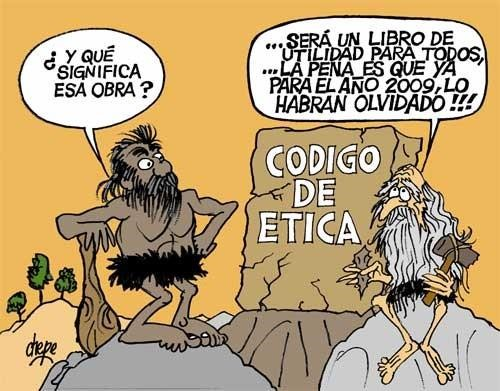 ¿ Y QUÉ
SIGNIFICA
ESA OBRA ?
...SERÁ UN LIBRO DE
UTILIDAD PARA TODOS,
...LA PENA ES QUE YA
PARA EL AÑO 2009, LO
HABRAN OLVIDADO !!!
CODIGO
DE
ETICA
chepe